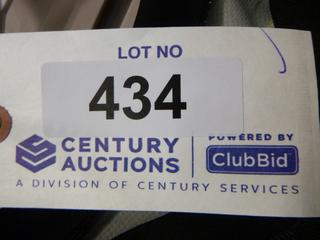 LOT NO
434
CENTURY
AUCTIONS
POWERED BY
ClubBid
A DIVISION OF CENTURY SERVICES